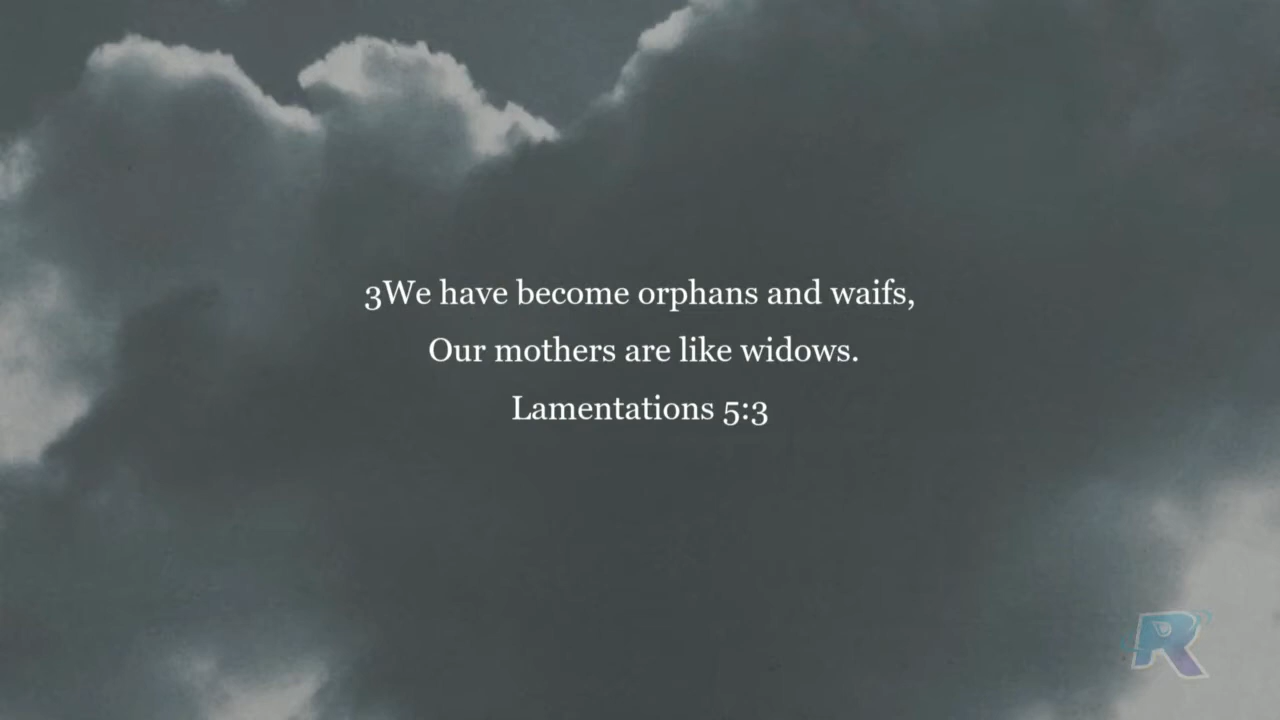 3We have become orphans and waifs,
Our mothers are like widows.
Lamentations 5:3
R